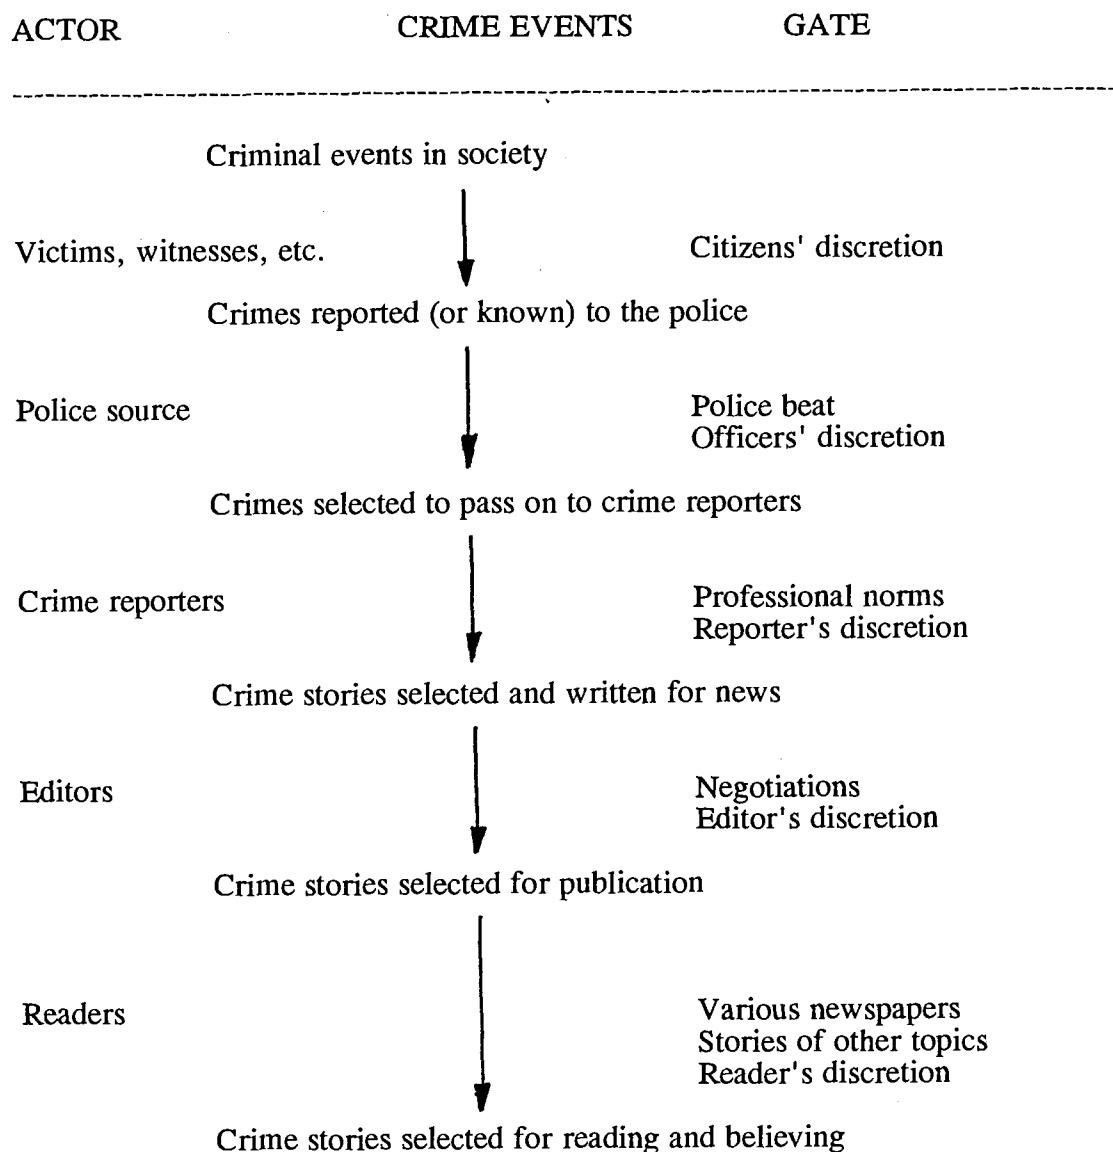 ACTOR CRIME EVENTS GATE
Criminal events in society
Victims, witnesses, etc. Citizens' discretion
Crimes reported (or known) to the police
Police source Police beat
Officers' discretion
Crimes selected to pass on to crime reporters
Crime reporters Professional norms
Reporter's discretion
Crime stories selected and written for news
Editors Negotiations
Editor's discretion
Crime stories selected for publication
Readers Various newspapers
Stories of other topics
Reader's discretion
Crime stories selected for reading and believing